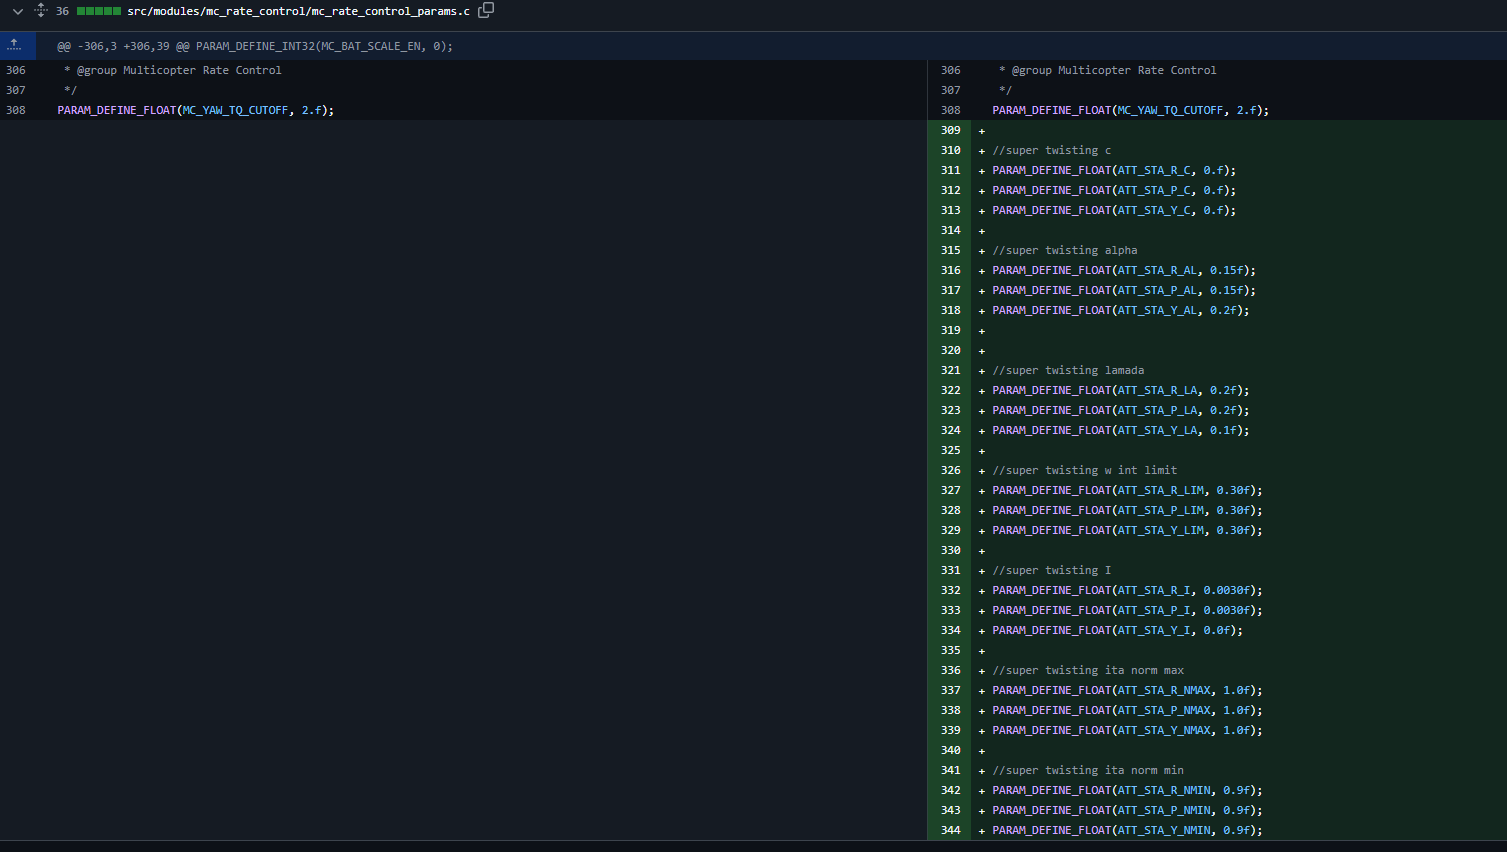 36 src/modules/mc_rate_control/mc_rate_control_params.c
@@ -306,3 +306,39 @@ PARAM_DEFINE_INT32(MC_BAT_SCALE_EN, 0);
306 * @group Multicopter Rate Control
307 */
308 PARAM_DEFINE_FLOAT(MC_YAW_TQ_CUTOFF, 2.f);
306 * @group Multicopter Rate Control
307 */
308 PARAM_DEFINE_FLOAT(MC_YAW_TQ_CUTOFF, 2.f);
309 +
310 + //super twisting c
311 + PARAM_DEFINE_FLOAT(ATT_STA_R_C, 0.f);
312 + PARAM_DEFINE_FLOAT(ATT_STA_P_C, 0.f);
313 + PARAM_DEFINE_FLOAT(ATT_STA_Y_C, 0.f);
314 +
315 + //super twisting alpha
316 + PARAM_DEFINE_FLOAT(ATT_STA_R_AL, 0.15f);
317 + PARAM_DEFINE_FLOAT(ATT_STA_P_AL, 0.15f);
318 + PARAM_DEFINE_FLOAT(ATT_STA_Y_AL, 0.2f);
319 +
320 +
321 + //super twisting lamada
322 + PARAM_DEFINE_FLOAT(ATT_STA_R_LA, 0.2f);
323 + PARAM_DEFINE_FLOAT(ATT_STA_P_LA, 0.2f);
324 + PARAM_DEFINE_FLOAT(ATT_STA_Y_LA, 0.1f);
325 +
326 + //super twisting w int limit
327 + PARAM_DEFINE_FLOAT(ATT_STA_R_LIM, 0.30f);
328 + PARAM_DEFINE_FLOAT(ATT_STA_P_LIM, 0.30f);
329 + PARAM_DEFINE_FLOAT(ATT_STA_Y_LIM, 0.30f);
330 +
331 + //super twisting I
332 + PARAM_DEFINE_FLOAT(ATT_STA_R_I, 0.0030f);
333 + PARAM_DEFINE_FLOAT(ATT_STA_P_I, 0.0030f);
334 + PARAM_DEFINE_FLOAT(ATT_STA_Y_I, 0.0f);
335 +
336 + //super twisting ita norm max
337 + PARAM_DEFINE_FLOAT(ATT_STA_R_NMAX, 1.0f);
338 + PARAM_DEFINE_FLOAT(ATT_STA_P_NMAX, 1.0f);
339 + PARAM_DEFINE_FLOAT(ATT_STA_Y_NMAX, 1.0f);
340 +
341 + //super twisting ita norm min
342 + PARAM_DEFINE_FLOAT(ATT_STA_R_NMIN, 0.9f);
343 + PARAM_DEFINE_FLOAT(ATT_STA_P_NMIN, 0.9f);
344 + PARAM_DEFINE_FLOAT(ATT_STA_Y_NMIN, 0.9f);